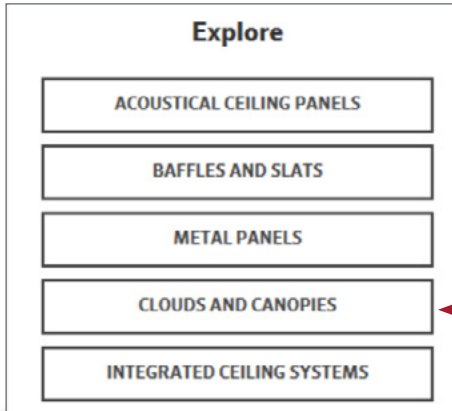 Explore
ACOUSTICAL CEILING PANELS
BAFFLES AND SLATS
METAL PANELS
CLOUDS AND CANOPIES
INTEGRATED CEILING SYSTEMS